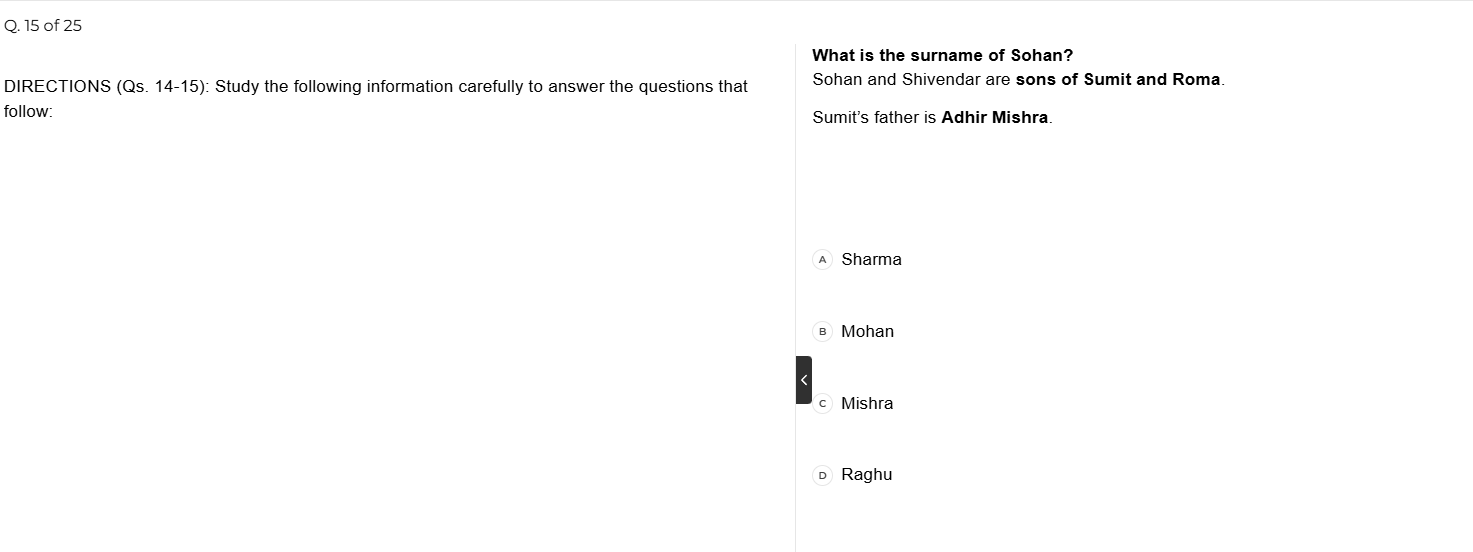 Q. 15 of 25
DIRECTIONS (Qs. 14-15): Study the following information carefully to answer the questions that
follow:
What is the surname of Sohan?
Sohan and Shivendar are sons of Sumit and Roma.
Sumit’s father is Adhir Mishra.
A Sharma
B Mohan
C Mishra
D Raghu